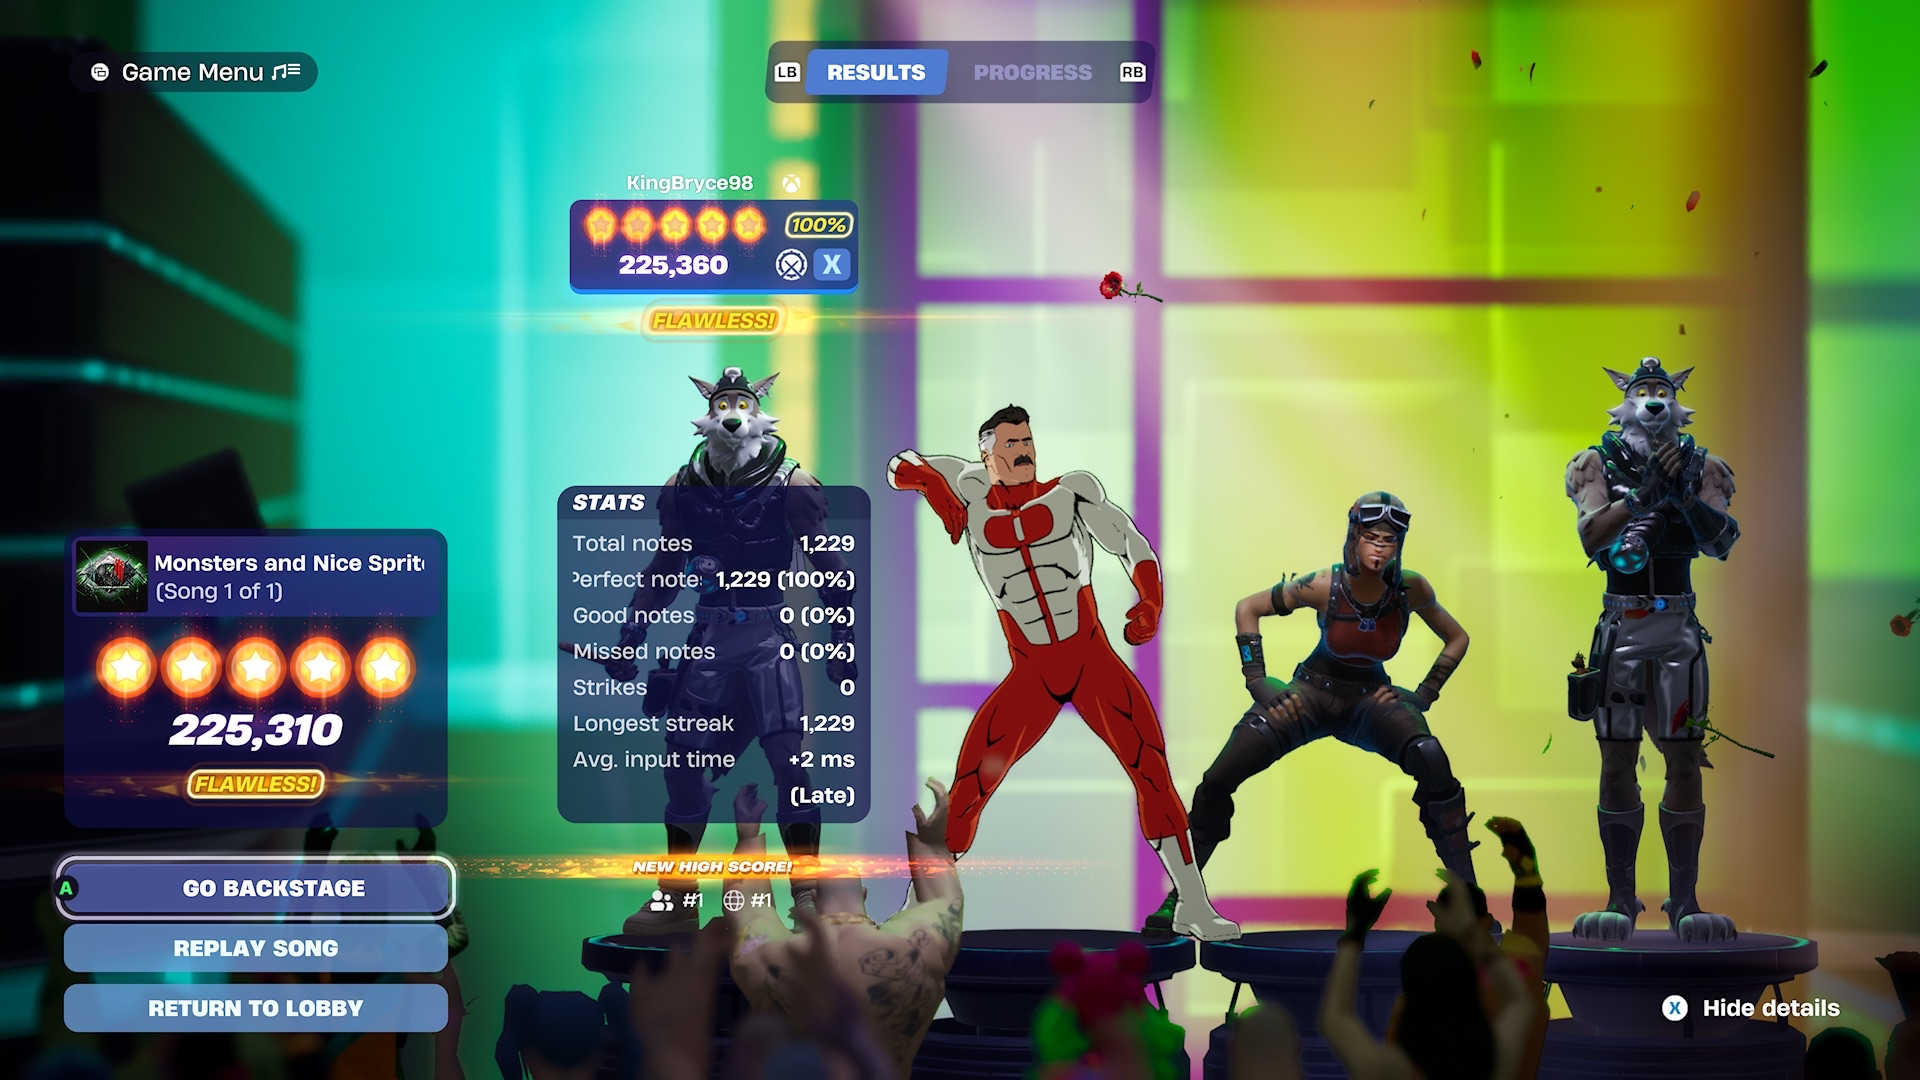 Game Menu
LB RESULTS PROGRESS RB
KingBryce98
100%
225,360
X
FLAWLESS!
STATS
Total notes 1,229
Perfect note 1,229 (100%)
Good notes 0 (0%)
Missed notes 0 (0%)
Strikes 0
Longest streak 1,229
Avg. input time +2 ms
(Late)
NEW HIGH SCORE!
#1 #1
Monsters and Nice Sprit
(Song 1 of 1)
225,310
FLAWLESS!
A GO BACKSTAGE
REPLAY SONG
RETURN TO LOBBY
X Hide details